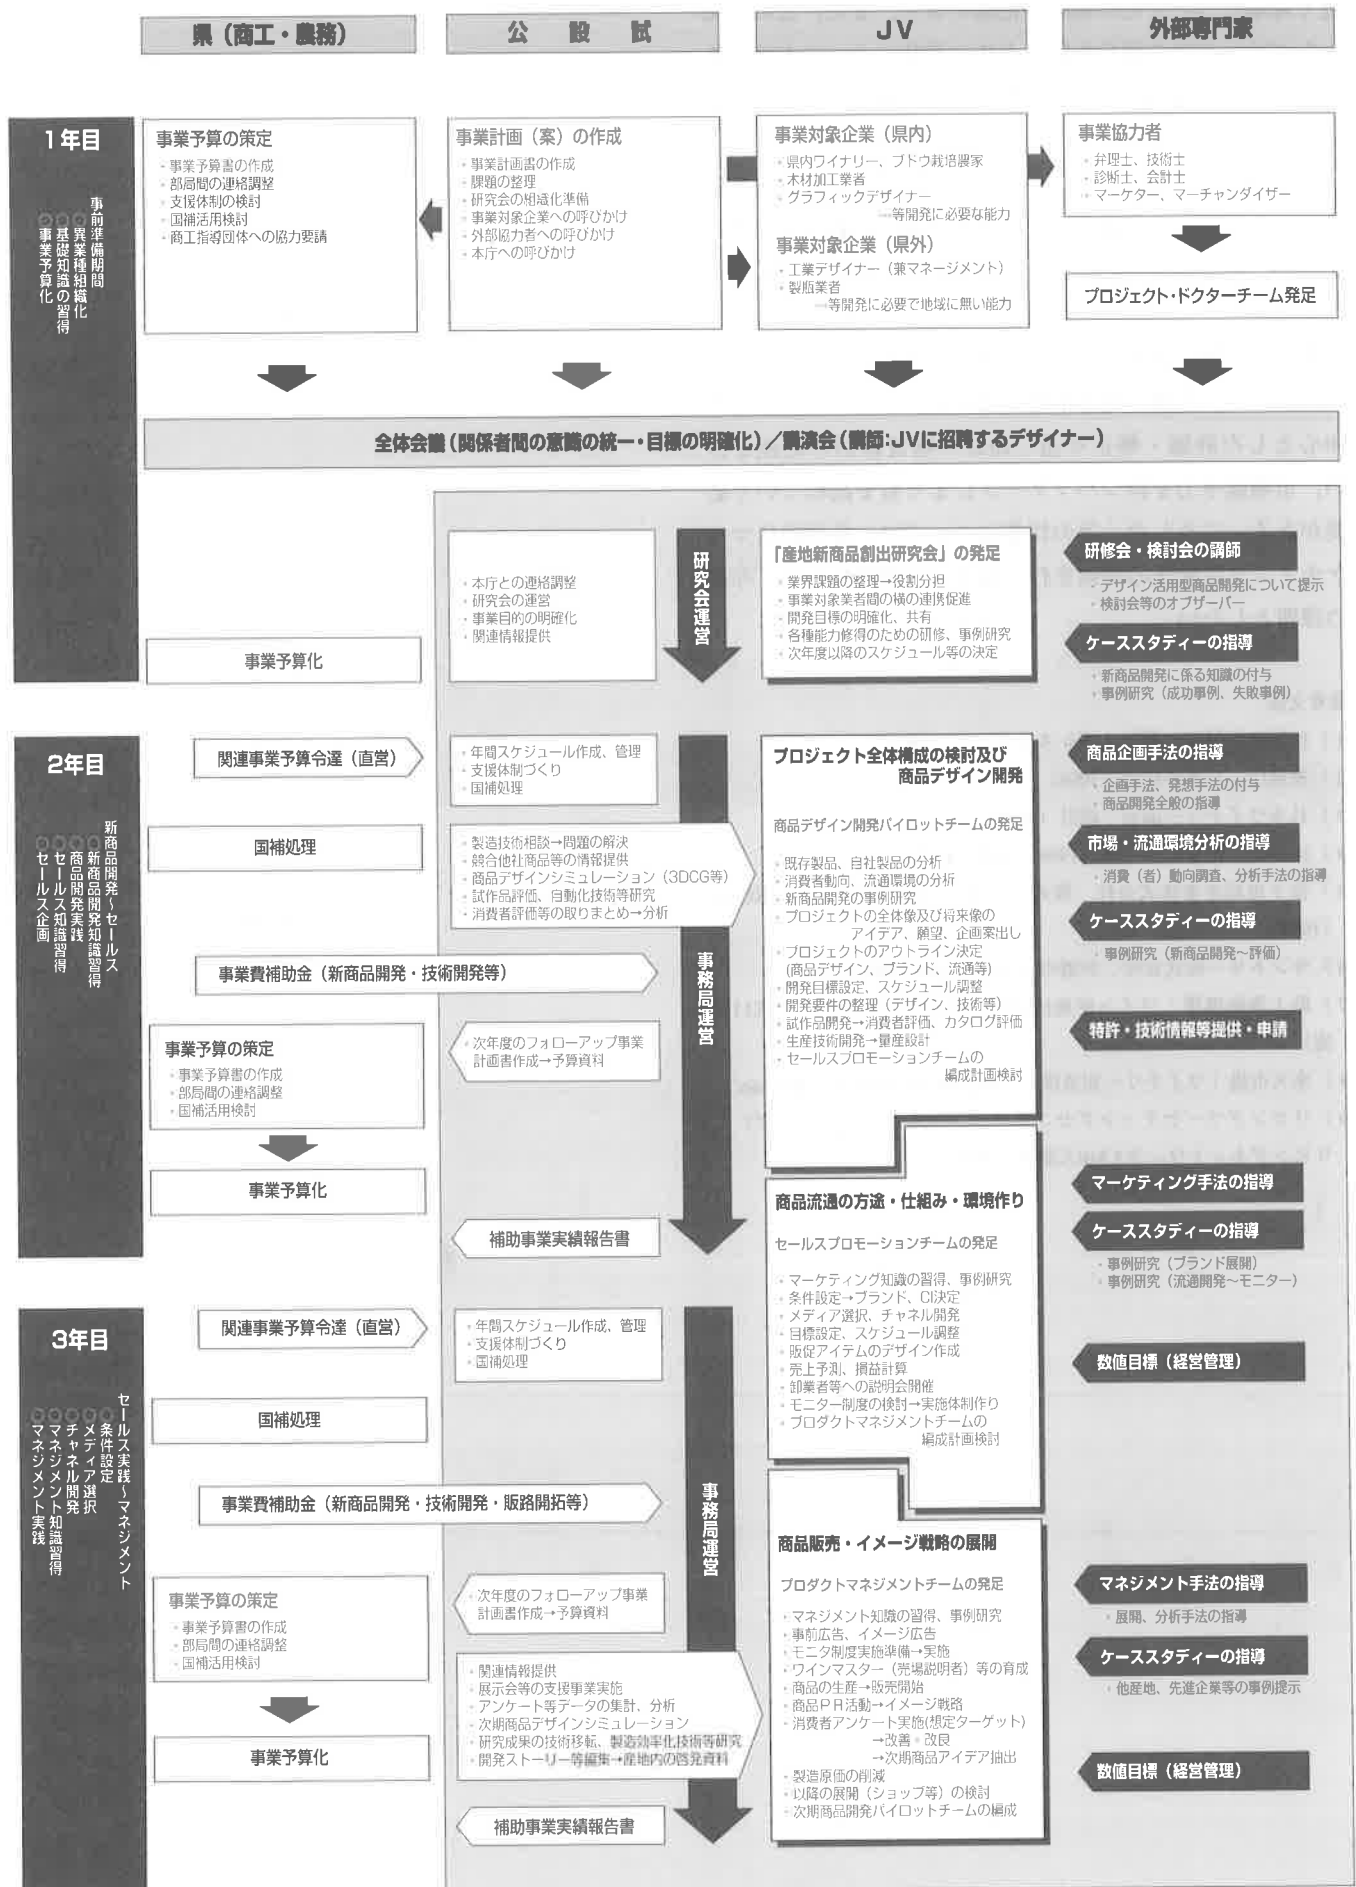 県（商工・農務）
公設試
JV
外部専門家
1年目
事前準備期間
◎異業種組織化
◎基礎知識の習得
◎事業予算化
事業予算の策定
・事業予算書の作成
・部局間の連絡調整
・支援体制の検討
・国補活用検討
・商工指導団体への協力要請
事業計画（案）の作成
・事業計画書の作成
・課題の整理
・研究会の組織化準備
・事業対象企業への呼びかけ
・外部協力者への呼びかけ
・本庁への呼びかけ
事業対象企業（県内）
・県内ワイナリー、ブドウ栽培農家
・木材加工業者
・グラフィックデザイナー
→等開発に必要な能力
事業対象企業（県外）
・工業デザイナー（兼マネージメント）
・製瓶業者
→等開発に必要で地域に無い能力
事業協力者
・弁理士、技術士
・診断士、会計士
・マーケター、マーチャンダイザー
プロジェクト・ドクターチーム発足
全体会議（関係者間の意識の統一・目標の明確化）／講演会（講師:JVに招聘するデザイナー）
・本庁との連絡調整
・研究会の運営
・事業目的の明確化
・関連情報提供
研究会運営
「産地新商品創出研究会」の発足
・業界課題の整理→役割分担
・事業対象業者間の横の連携促進
・開発目標の明確化、共有
・各種能力修得のための研修、事例研究
・次年度以降のスケジュール等の決定
研修会・検討会の講師
・デザイン活用型商品開発について提示
・検討会等のオブザーバー
ケーススタディーの指導
・新商品開発に係る知識の付与
・事例研究（成功事例、失敗事例）
事業予算化
2年目
新商品開発～セールス
◎新商品開発知識習得
◎商品開発実践
◎セールス知識習得
◎セールス企画
関連事業予算令達（直営）
・年間スケジュール作成、管理
・支援体制づくり
・国補処理
国補処理
・製造技術相談→問題の解決
・競合他社商品等の情報提供
・商品デザインシミュレーション（3DCG等）
・試作品評価、自動化技術等研究
・消費者評価等の取りまとめ→分析
事業費補助金（新商品開発・技術開発等）
事務局運営
事業予算の策定
・事業予算書の作成
・部局間の連絡調整
・国補活用検討
・次年度のフォローアップ事業
計画書作成→予算資料
事業予算化
補助事業実績報告書
プロジェクト全体構成の検討及び
商品デザイン開発
商品デザイン開発パイロットチームの発足
・既存製品、自社製品の分析
・消費者動向、流通環境の分析
・新商品開発の事例研究
・プロジェクトの全体像及び将来像の
アイデア、願望、企画案出し
・プロジェクトのアウトライン決定
(商品デザイン、ブランド、流通等)
・開発目標設定、スケジュール調整
・開発要件の整理（デザイン、技術等）
・試作品開発→消費者評価、カタログ評価
・生産技術開発→量産設計
・セールスプロモーションチームの
編成計画検討
商品企画手法の指導
・企画手法、発想手法の付与
・商品開発全般の指導
市場・流通環境分析の指導
・消費（者）動向調査、分析手法の指導
ケーススタディーの指導
・事例研究（新商品開発～評価）
特許・技術情報等提供・申請
商品流通の方途・仕組み・環境作り
セールスプロモーションチームの発足
・マーケティング知識の習得、事例研究
・条件設定→ブランド、CI決定
・メディア選択、チャネル開発
・目標設定、スケジュール調整
・販促アイテムのデザイン作成
・売上予測、損益計算
・卸業者等への説明会開催
・モニター制度の検討→実施体制作り
・プロダクトマネジメントチームの
編成計画検討
マーケティング手法の指導
ケーススタディーの指導
・事例研究（ブランド展開）
・事例研究（流通開発～モニター）
数値目標（経営管理）
3年目
セールス実践～マネジメント
◎条件設定
◎メディア選択
◎チャネル開発
◎マネジメント知識習得
◎マネジメント実践
関連事業予算令達（直営）
・年間スケジュール作成、管理
・支援体制づくり
・国補処理
国補処理
事業費補助金（新商品開発・技術開発・販路開拓等）
事務局運営
事業予算の策定
・事業予算書の作成
・部局間の連絡調整
・国補活用検討
・次年度のフォローアップ事業
計画書作成→予算資料
・関連情報提供
・展示会等の支援事業実施
・アンケート等データの集計、分析
・次期商品デザインシミュレーション
・研究成果の技術移転、製造効率化技術等研究
・開発ストーリー等編集→産地内の啓発資料
事業予算化
補助事業実績報告書
商品販売・イメージ戦略の展開
プロダクトマネジメントチームの発足
・マネジメント知識の習得、事例研究
・事前広告、イメージ広告
・モニタ制度実施準備→実施
・ワインマスター（売場説明者）等の育成
・商品の生産→販売開始
・商品PR活動→イメージ戦略
・消費者アンケート実施(想定ターゲット)
→改善・改良
→次期商品アイデア抽出
・製造原価の削減
・以降の展開（ショップ等）の検討
・次期商品開発パイロットチームの編成
マネジメント手法の指導
・展開、分析手法の指導
ケーススタディーの指導
・他産地、先進企業等の事例提示
数値目標（経営管理）